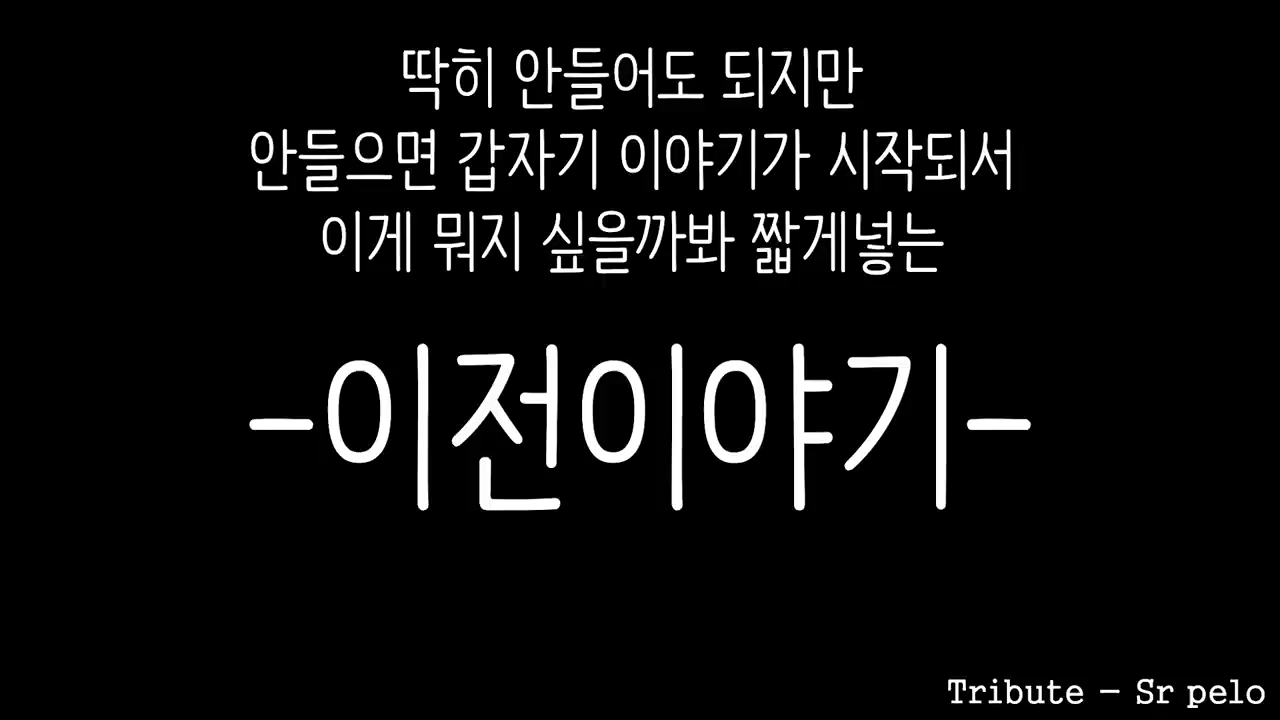 딱히 안들어도 되지만
안들으면 갑자기 이야기가 시작되서
이게 뭐지 싶을까봐 짧게넣는
-이전이야기-
Tribute - Sr pelo